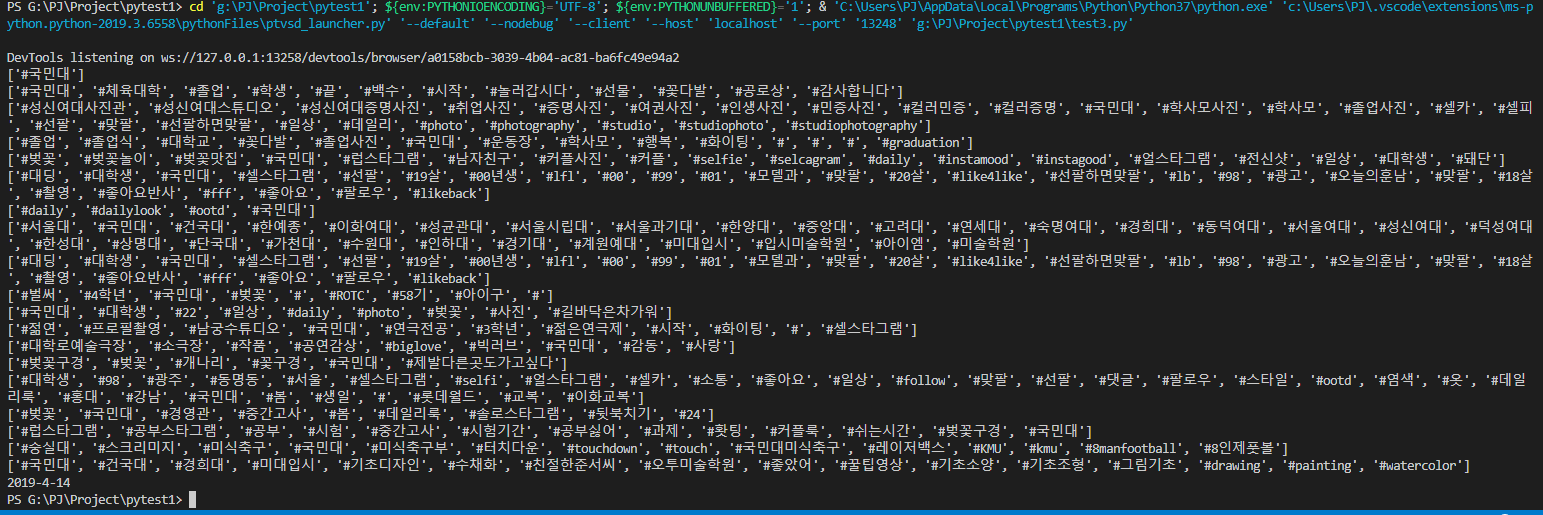 PS G:\PJ\Project\pytest1> cd 'g:\PJ\Project\pytest1'; ${env:PYTHONIOENCODING}='UTF-8'; ${env:PYTHONUNBUFFERED}='1'; & 'C:\Users\PJ\AppData\Local\Programs\Python\Python37\python.exe' 'c:\Users\PJ\.vscode\extensions\ms-p
ython.python-2019.3.6558\pythonFiles\ptvsd_launcher.py' '--default' '--nodebug' '--client' '--host' 'localhost' '--port' '13248' 'g:\PJ\Project\pytest1\test3.py'
DevTools listening on ws://127.0.0.1:13258/devtools/browser/a0158bcb-3039-4b04-ac81-ba6fc49e94a2
['#국민대']
['#국민대', '#체육대학', '#졸업', '#학생', '#끝', '#백수', '#시작', '#놀러갑시다', '#선물', '#꽃다발', '#공로상', '#감사합니다']
['#성신여대사진관', '#성신여대스튜디오', '#성신여대증명사진', '#취업사진', '#증명사진', '#여권사진', '#인생사진', '#민증사진', '#컬러민증', '#컬러증명', '#국민대', '#학사모사진', '#학사모', '#졸업사진', '#셀카', '#셀피
', '#선팔', '#맞팔', '#선팔하면맞팔', '#일상', '#데일리', '#photo', '#photography', '#studio', '#studiophoto', '#studiophotography']
['#졸업', '#졸업식', '#대학교', '#꽃다발', '#졸업사진', '#국민대', '#운동장', '#학사모', '#행복', '#화이팅', '#', '#', '#', '#graduation']
['#벚꽃', '#벚꽃놀이', '#벚꽃맛집', '#국민대', '#럽스타그램', '#남자친구', '#커플사진', '#커플', '#selfie', '#selcagram', '#daily', '#instamood', '#instagood', '#얼스타그램', '#전신샷', '#일상', '#대학생', '#돼단']
['#대딩', '#대학생', '#국민대', '#셀스타그램', '#선팔', '#19살', '#00년생', '#lfl', '#00', '#99', '#01', '#모델과', '#맞팔', '#20살', '#like4like', '#선팔하면맞팔', '#lb', '#98', '#광고', '#오늘의훈남', '#맞팔', '#18살
', '#촬영', '#좋아요반사', '#fff', '#좋아요', '#팔로우', '#likeback']
['#daily', '#dailylook', '#ootd', '#국민대']
['#서울대', '#국민대', '#건국대', '#한예종', '#이화여대', '#성균관대', '#서울시립대', '#서울과기대', '#한양대', '#중앙대', '#고려대', '#연세대', '#숙명여대', '#경희대', '#동덕여대', '#서울여대', '#성신여대', '#덕성여대
', '#한성대', '#상명대', '#단국대', '#가천대', '#수원대', '#인하대', '#경기대', '#계원예대', '#미대입시', '#입시미술학원', '#아이엠', '#미술학원']
['#대딩', '#대학생', '#국민대', '#셀스타그램', '#선팔', '#19살', '#00년생', '#lfl', '#00', '#99', '#01', '#모델과', '#맞팔', '#20살', '#like4like', '#선팔하면맞팔', '#lb', '#98', '#광고', '#오늘의훈남', '#맞팔', '#18살
', '#촬영', '#좋아요반사', '#fff', '#좋아요', '#팔로우', '#likeback']
['#벌써', '#4학년', '#국민대', '#벚꽃', '#', '#ROTC', '#58기', '#아이구', '#']
['#국민대', '#대학생', '#22', '#일상', '#daily', '#photo', '#벚꽃', '#사진', '#길바닥은차가워']
['#젊연', '#프로필촬영', '#남궁수튜디오', '#국민대', '#연극전공', '#3학년', '#젊은연극제', '#시작', '#화이팅', '#', '#셀스타그램']
['#대학로예술극장', '#소극장', '#작품', '#공연감상', '#biglove', '#빅러브', '#국민대', '#감동', '#사랑']
['#벚꽃구경', '#벚꽃', '#개나리', '#꽃구경', '#국민대', '#제발다른곳도가고싶다']
['#대학생', '#98', '#광주', '#동명동', '#서울', '#셀스타그램', '#selfi', '#얼스타그램', '#셀카', '#소통', '#좋아요', '#일상', '#follow', '#맞팔', '#선팔', '#댓글', '#팔로우', '#스타일', '#ootd', '#염색', '#옷', '#데일
리룩', '#홍대', '#강남', '#국민대', '#봄', '#생일', '#', '#롯데월드', '#교복', '#이화교복']
['#벚꽃', '#국민대', '#경영관', '#중간고사', '#봄', '#데일리룩', '#솔로스타그램', '#뒷북치기', '#24']
['#럽스타그램', '#공부스타그램', '#공부', '#시험', '#중간고사', '#시험기간', '#공부싫어', '#과제', '#홧팅', '#커플룩', '#쉬는시간', '#벚꽃구경', '#국민대']
['#숭실대', '#스크리미지', '#미식축구', '#국민대', '#미식축구부', '#터치다운', '#touchdown', '#touch', '#국민대미식축구', '#레이저백스', '#KMU', '#kmu', '#8manfootball', '#8인제풋볼']
['#국민대', '#건국대', '#경희대', '#미대입시', '#기초디자인', '#수채화', '#친절한준서씨', '#오투미술학원', '#좋았어', '#꿀팁영상', '#기초소양', '#기초조형', '#그림기초', '#drawing', '#painting', '#watercolor']
2019-4-14
PS G:\PJ\Project\pytest1>